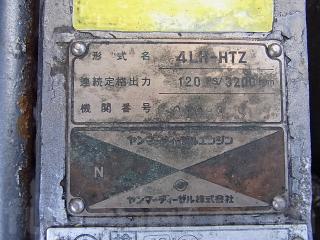 形式名 4LH-HTZ
連続定格出力 120 PS/3200 rpm
機関番号
ヤンマーディーゼルエンジン
N
ヤンマーディーゼル株式会社